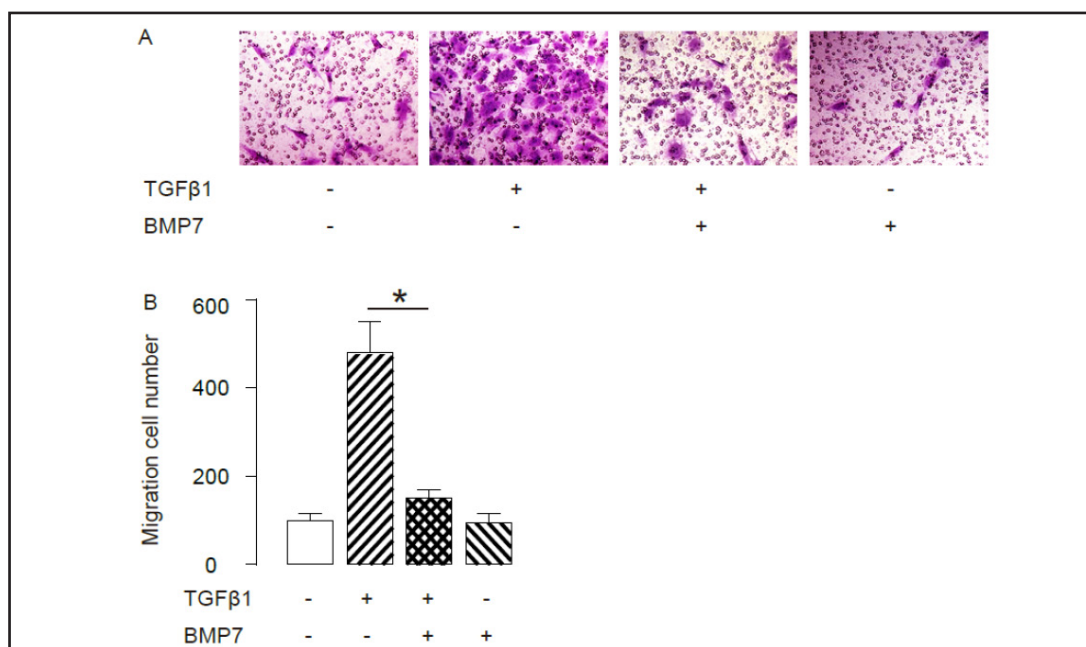 A
TGFβ1 - + + -
BMP7 - - + +
B
600
400
200
0
Migration cell number
*
TGFβ1 - + + -
BMP7 - - + +